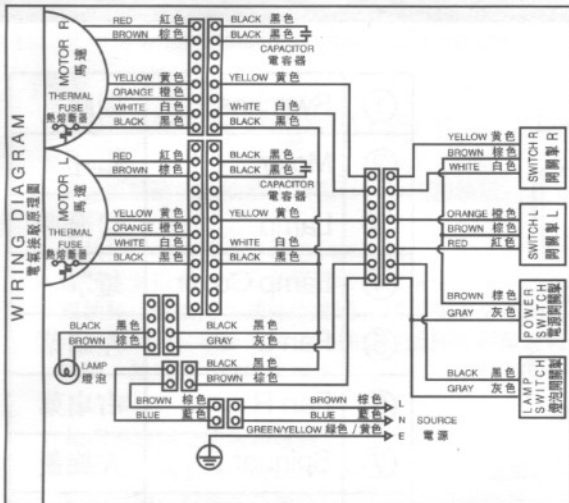 WIRING DIAGRAM
電氣接駁原理圖
MOTOR R
馬達
THERMAL
FUSE
熱熔斷器
RED 紅色
BROWN 棕色
YELLOW 黃色
ORANGE 橙色
WHITE 白色
BLACK 黑色
BLACK 黑色
BLACK 黑色
CAPACITOR
電容器
YELLOW 黃色
WHITE 白色
BLACK 黑色
MOTOR L
馬達
THERMAL
FUSE
熱熔斷器
RED 紅色
BROWN 棕色
YELLOW 黃色
ORANGE 橙色
WHITE 白色
BLACK 黑色
BLACK 黑色
BLACK 黑色
CAPACITOR
電容器
YELLOW 黃色
WHITE 白色
BLACK 黑色
YELLOW 黃色
BROWN 棕色
WHITE 白色
SWITCH R
開關掣 R
ORANGE 橙色
BROWN 棕色
RED 紅色
SWITCH L
開關掣 L
BROWN 棕色
GRAY 灰色
POWER
SWITCH
電源開關掣
BLACK 黑色
GRAY 灰色
LAMP
SWITCH
燈泡開關掣
BLACK 黑色
BROWN 棕色
LAMP
燈泡
BLACK 黑色
GRAY 灰色
BLACK 黑色
BROWN 棕色
BROWN 棕色
BLUE 藍色
BROWN 棕色
BLUE 藍色
GREEN/YELLOW 綠色/黃色
L
N
E
SOURCE
電源